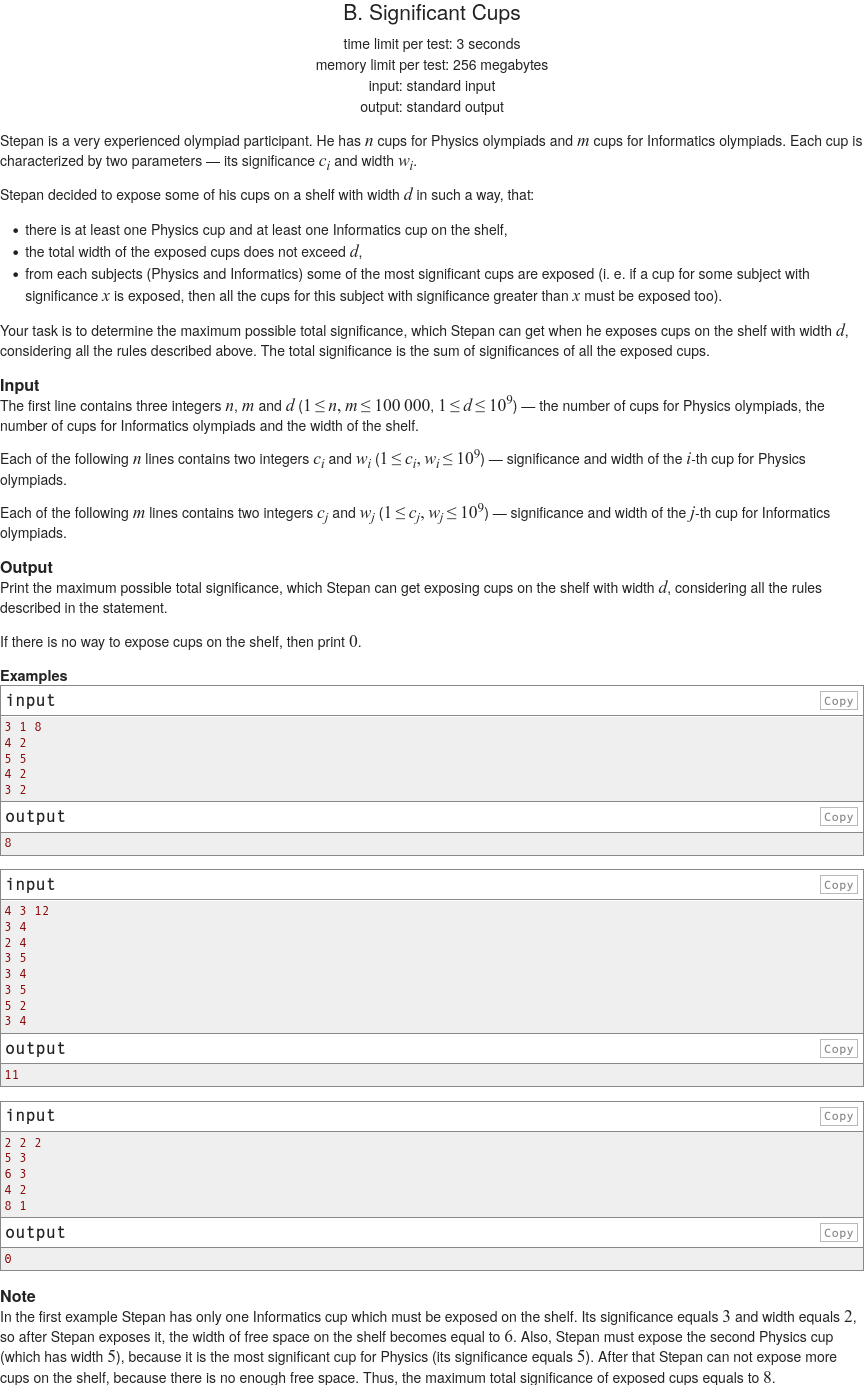 B. Significant Cups
time limit per test: 3 seconds
memory limit per test: 256 megabytes
input: standard input
output: standard output
Stepan is a very experienced olympiad participant. He has n cups for Physics olympiads and m cups for Informatics olympiads. Each cup is
characterized by two parameters — its significance c_i and width w_i.
Stepan decided to expose some of his cups on a shelf with width d in such a way, that:
• there is at least one Physics cup and at least one Informatics cup on the shelf,
• the total width of the exposed cups does not exceed d,
• from each subjects (Physics and Informatics) some of the most significant cups are exposed (i. e. if a cup for some subject with
significance x is exposed, then all the cups for this subject with significance greater than x must be exposed too).
Your task is to determine the maximum possible total significance, which Stepan can get when he exposes cups on the shelf with width d,
considering all the rules described above. The total significance is the sum of significances of all the exposed cups.
Input
The first line contains three integers n, m and d (1 ≤ n, m ≤ 100 000, 1 ≤ d ≤ 10^9) — the number of cups for Physics olympiads, the
number of cups for Informatics olympiads and the width of the shelf.
Each of the following n lines contains two integers c_i and w_i (1 ≤ c_i, w_i ≤ 10^9) — significance and width of the i-th cup for Physics
olympiads.
Each of the following m lines contains two integers c_j and w_j (1 ≤ c_j, w_j ≤ 10^9) — significance and width of the j-th cup for Informatics
olympiads.
Output
Print the maximum possible total significance, which Stepan can get exposing cups on the shelf with width d, considering all the rules
described in the statement.
If there is no way to expose cups on the shelf, then print 0.
Examples
input Copy
3 1 8
4 2
5 5
4 2
3 2
output Copy
8
input Copy
4 3 12
3 4
2 4
3 5
3 4
3 5
5 2
3 4
output Copy
11
input Copy
2 2 2
5 3
6 3
4 2
8 1
output Copy
0
Note
In the first example Stepan has only one Informatics cup which must be exposed on the shelf. Its significance equals 3 and width equals 2,
so after Stepan exposes it, the width of free space on the shelf becomes equal to 6. Also, Stepan must expose the second Physics cup
(which has width 5), because it is the most significant cup for Physics (its significance equals 5). After that Stepan can not expose more
cups on the shelf, because there is no enough free space. Thus, the maximum total significance of exposed cups equals to 8.